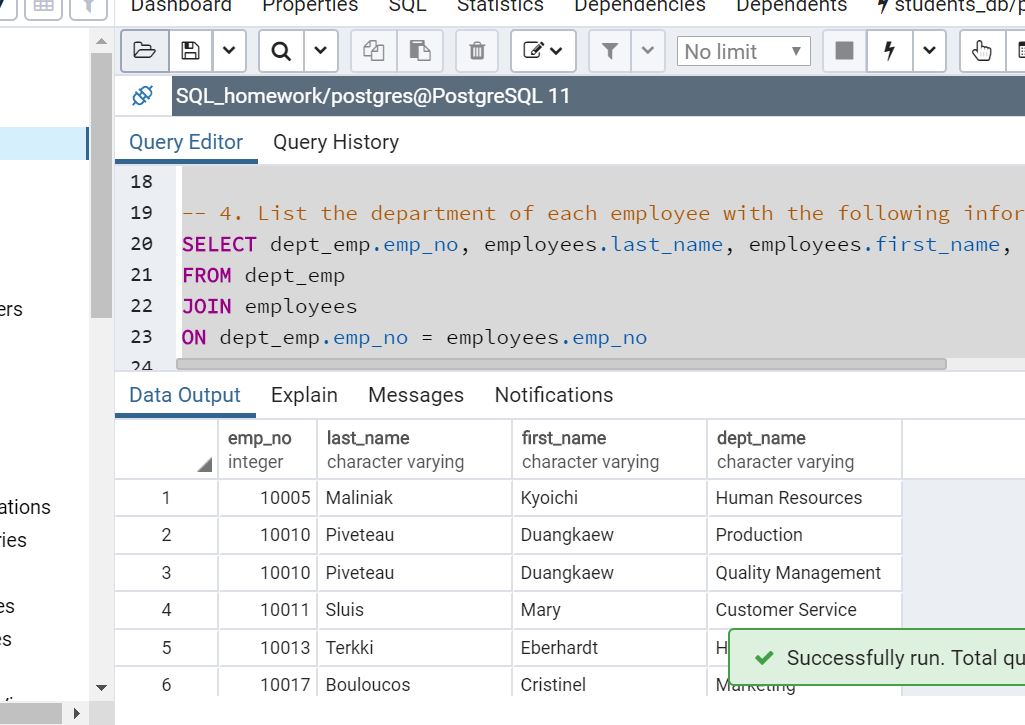 Dashboard Properties SQL Statistics Dependencies Dependents students_db/p
No limit
SQL_homework/postgres@PostgreSQL 11
Query Editor Query History
18
19 -- 4. List the department of each employee with the following infor
20 SELECT dept_emp.emp_no, employees.last_name, employees.first_name,
21 FROM dept_emp
22 JOIN employees
23 ON dept_emp.emp_no = employees.emp_no
24
ers
ations
ries
es
es
Data Output Explain Messages Notifications
emp_no last_name first_name dept_name
integer character varying character varying character varying
1 10005 Maliniak Kyoichi Human Resources
2 10010 Piveteau Duangkaew Production
3 10010 Piveteau Duangkaew Quality Management
4 10011 Sluis Mary Customer Service
5 10013 Terkki Eberhardt H
6 10017 Bouloucos Cristinel Marketing
Successfully run. Total qu